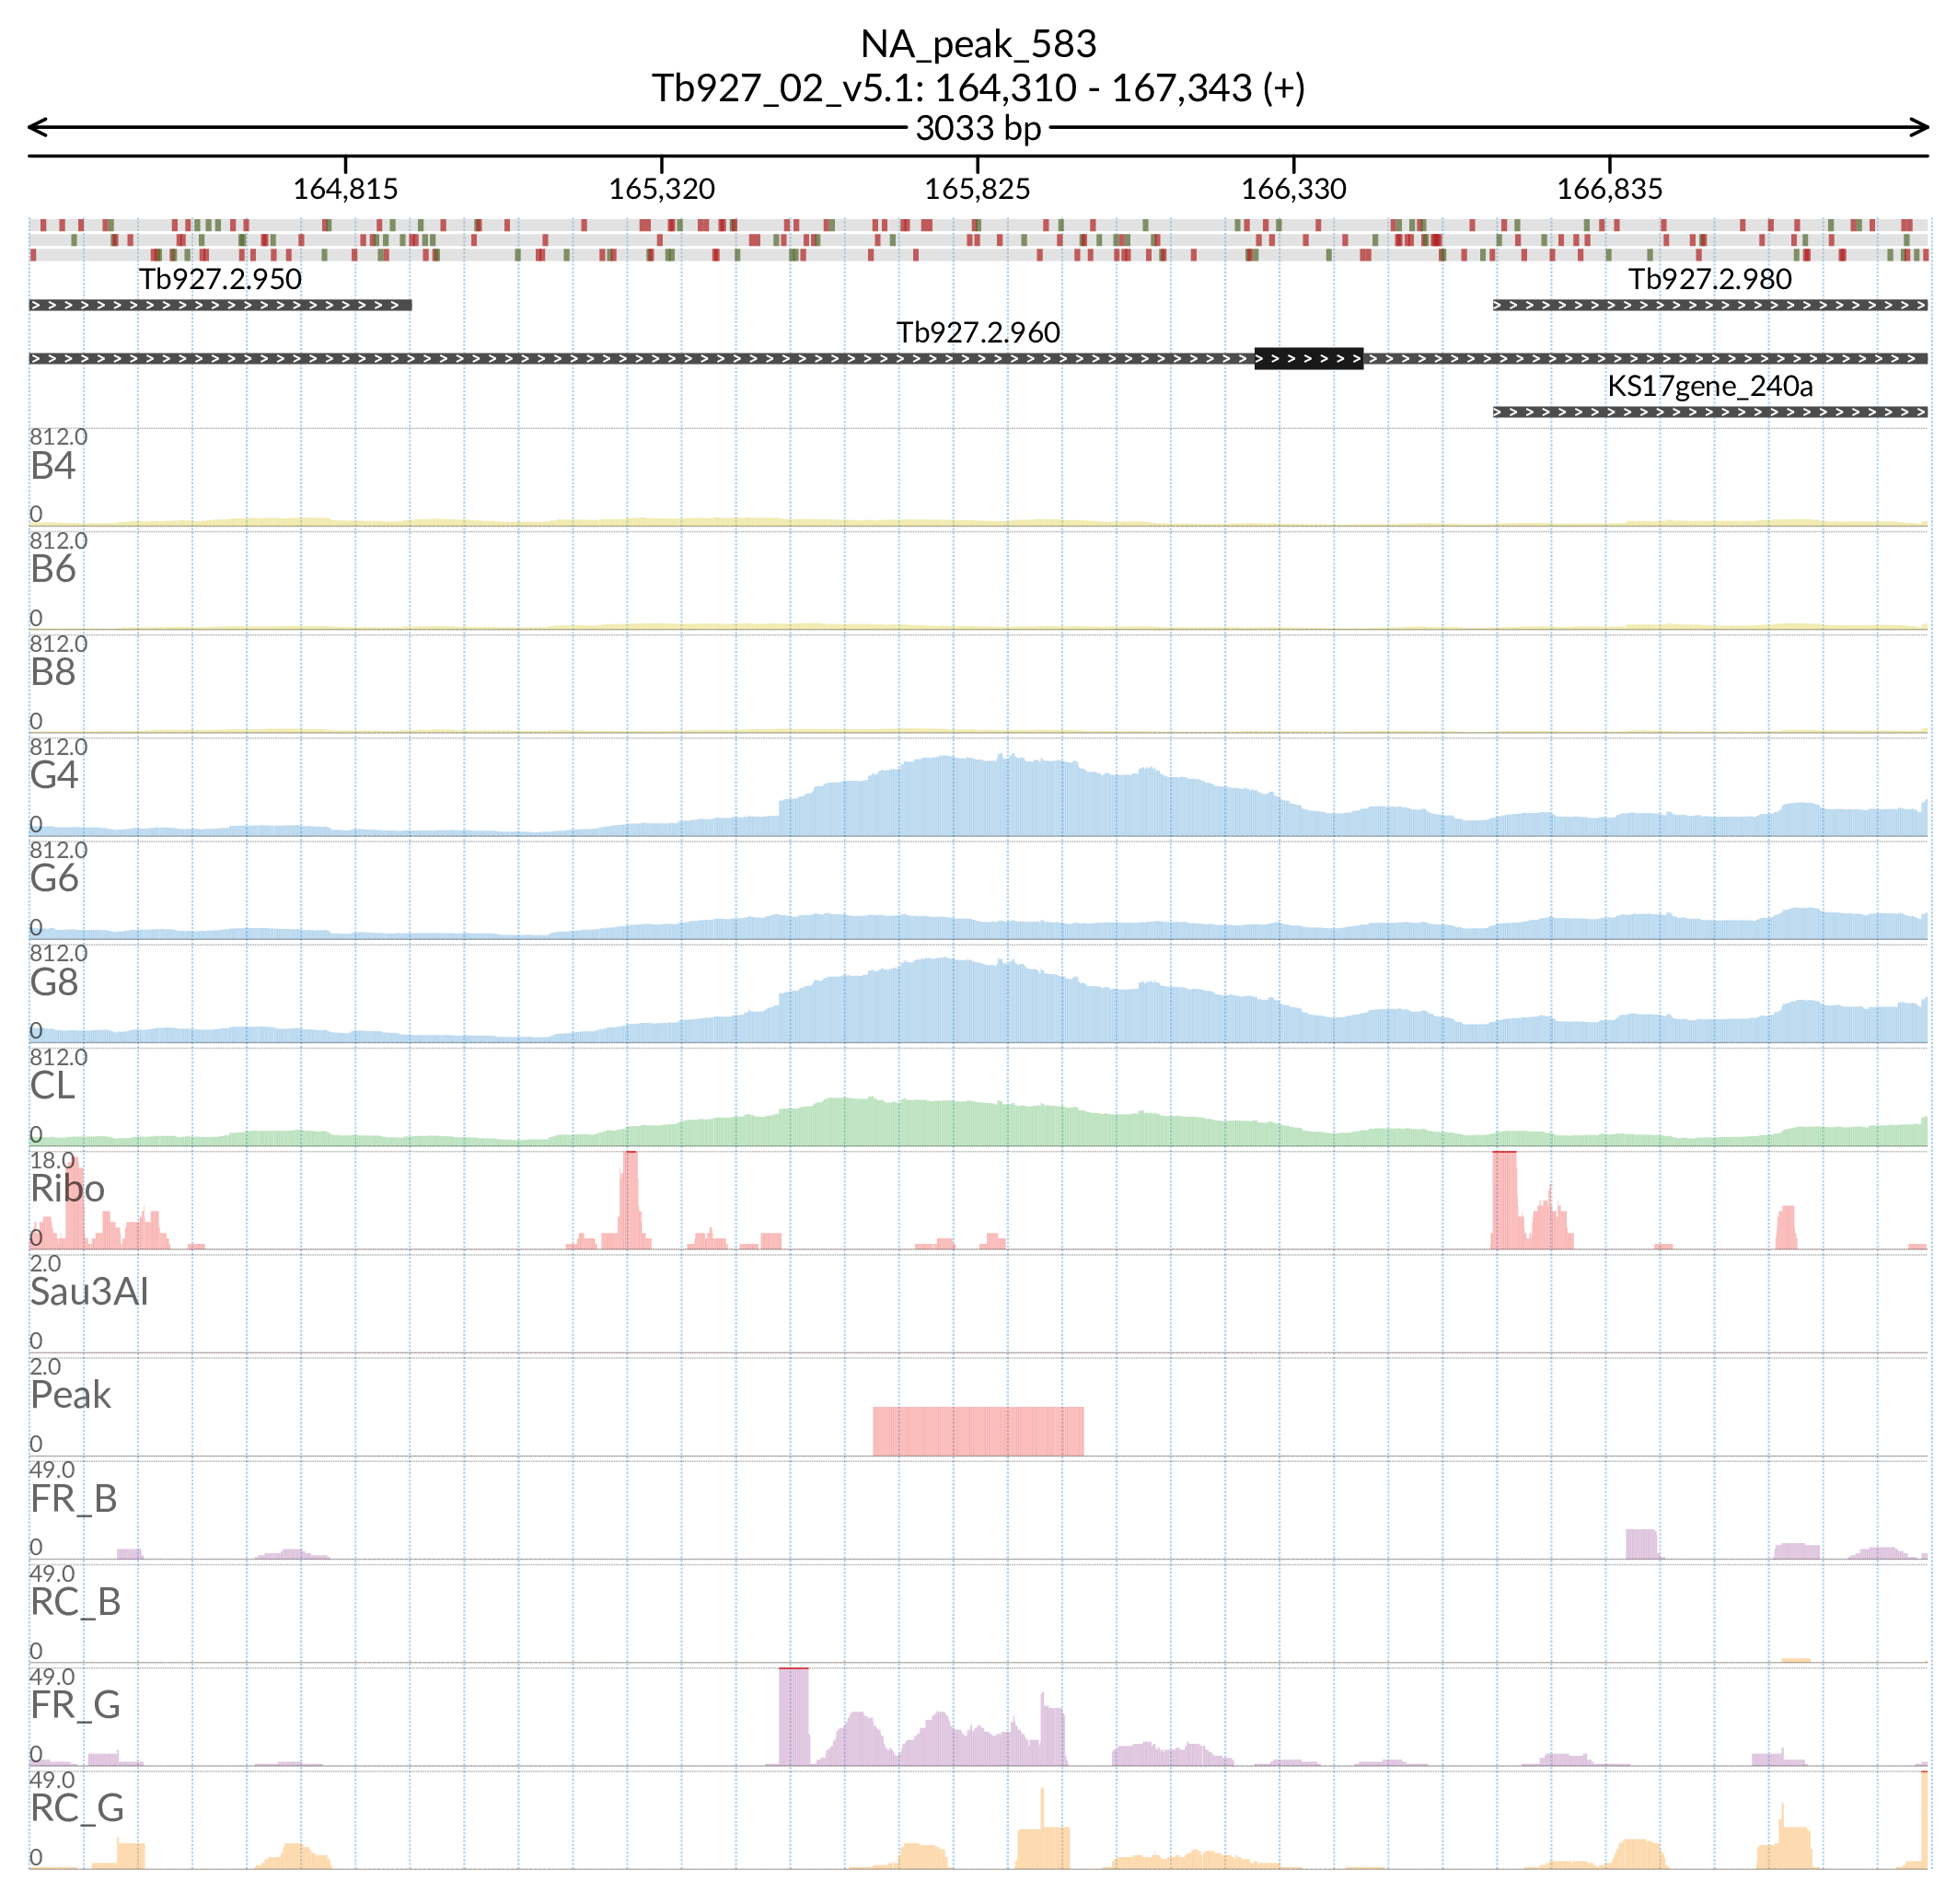 NA_peak_583
Tb927_02_v5.1: 164,310 - 167,343 (+)
3033 bp
164,815 165,320 165,825 166,330 166,835
Tb927.2.950 Tb927.2.980
Tb927.2.960
KS17gene_240a
812.0
B4
0
812.0
B6
0
812.0
B8
0
812.0
G4
0
812.0
G6
0
812.0
G8
0
812.0
CL
0
18.0
Ribo
0
2.0
Sau3AI
0
2.0
Peak
0
49.0
FR_B
0
49.0
RC_B
0
49.0
FR_G
0
49.0
RC_G
0